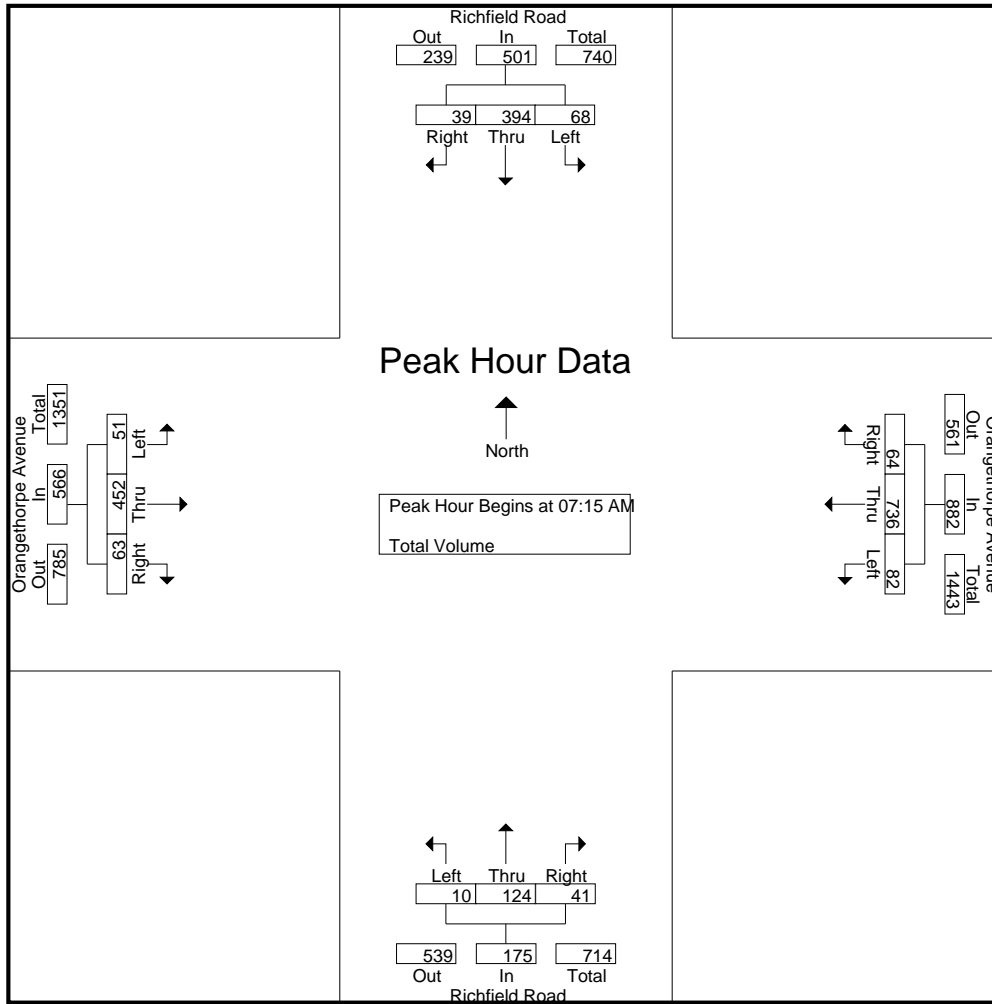 Richfield Road
Out In Total
239 501 740
39 394 68
Right Thru Left
Peak Hour Data
North
Peak Hour Begins at 07:15 AM
Total Volume
Orangethorpe Avenue
Total In Out
1351 566 785
51 452 63
Left Thru Right
Orangethorpe Avenue
Out In Total
561 882 1443
64 736 82
Right Thru Left
Left Thru Right
10 124 41
539 175 714
Out In Total
Richfield Road